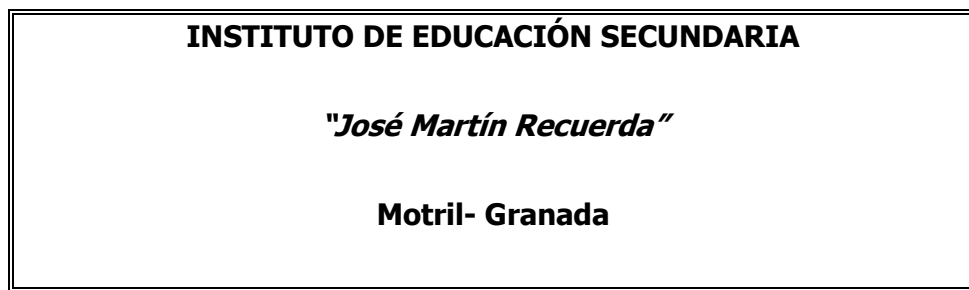 INSTITUTO DE EDUCACIÓN SECUNDARIA
“José Martín Recuerda”
Motril- Granada